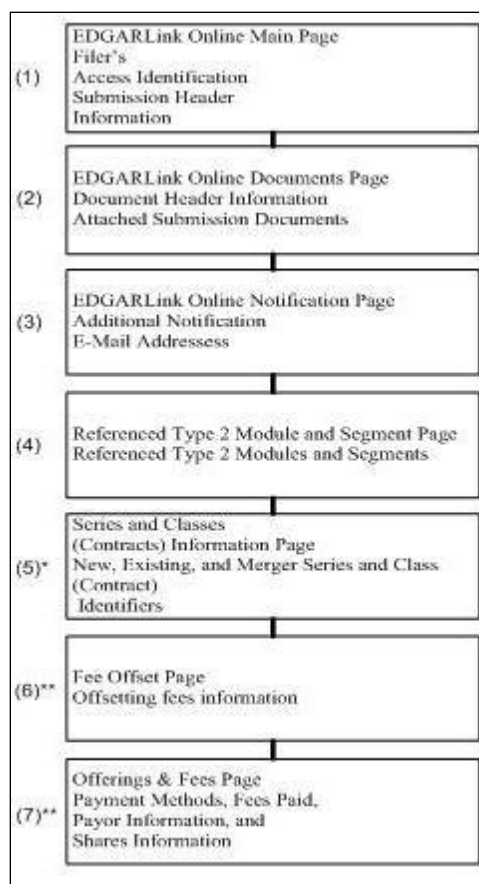 (1)
EDGARLink Online Main Page
Filer's
Access Identification
Submission Header
Information
(2)
EDGARLink Online Documents Page
Document Header Information
Attached Submission Documents
(3)
EDGARLink Online Notification Page
Additional Notification
E-Mail Addressess
(4)
Referenced Type 2 Module and Segment Page
Referenced Type 2 Modules and Segments
(5)*
Series and Classes
(Contracts) Information Page
New, Existing, and Merger Series and Class
(Contract)
Identifiers
(6)**
Fee Offset Page
Offsetting fees information
(7)**
Offerings & Fees Page
Payment Methods, Fees Paid,
Payor Information, and
Shares Information